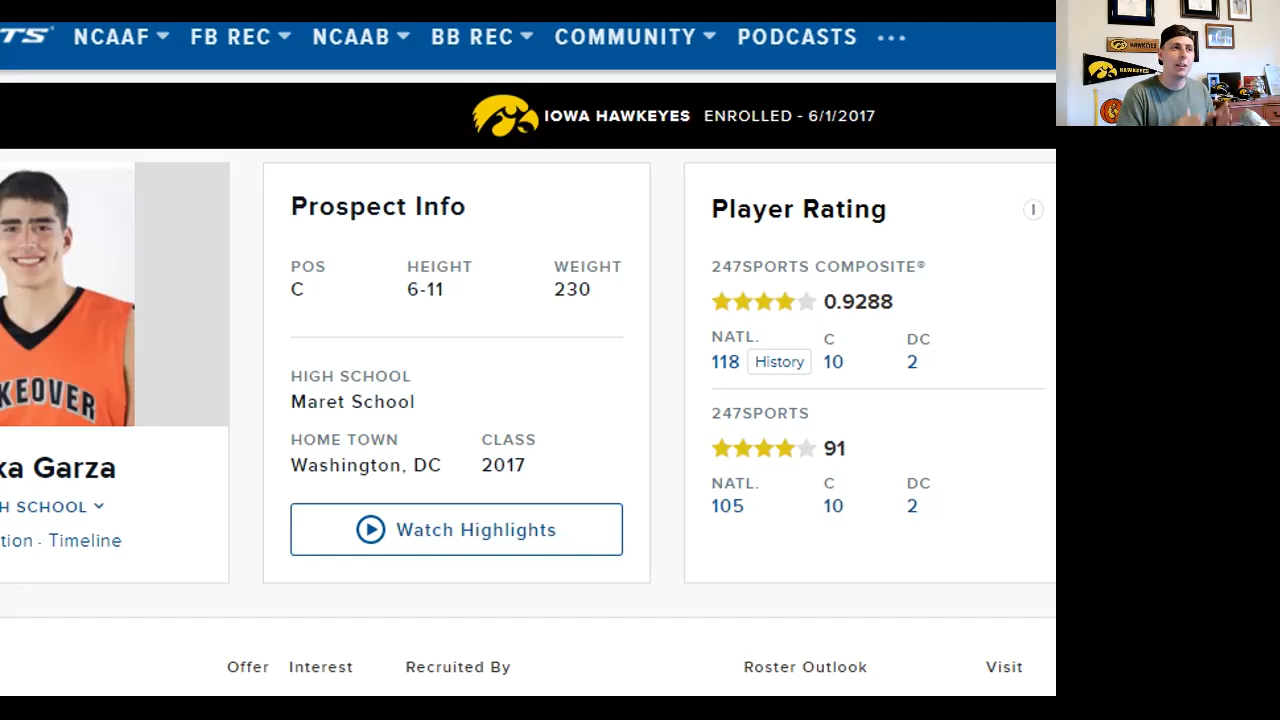 TS NCAAF FB REC NCAAB BB REC COMMUNITY PODCASTS
HAWKEYES
HAWKEYES
IOWA HAWKEYES ENROLLED - 6/1/2017
Prospect Info
POS HEIGHT WEIGHT
C 6-11 230
HIGH SCHOOL
Maret School
HOME TOWN CLASS
Washington, DC 2017
Watch Highlights
Player Rating
I
247SPORTS COMPOSITE®
0.9288
NATL. C DC
118 History 10 2
247SPORTS
91
NATL. C DC
105 10 2
KEOVER
ka Garza
H SCHOOL
tion - Timeline
Offer Interest Recruited By Roster Outlook Visit